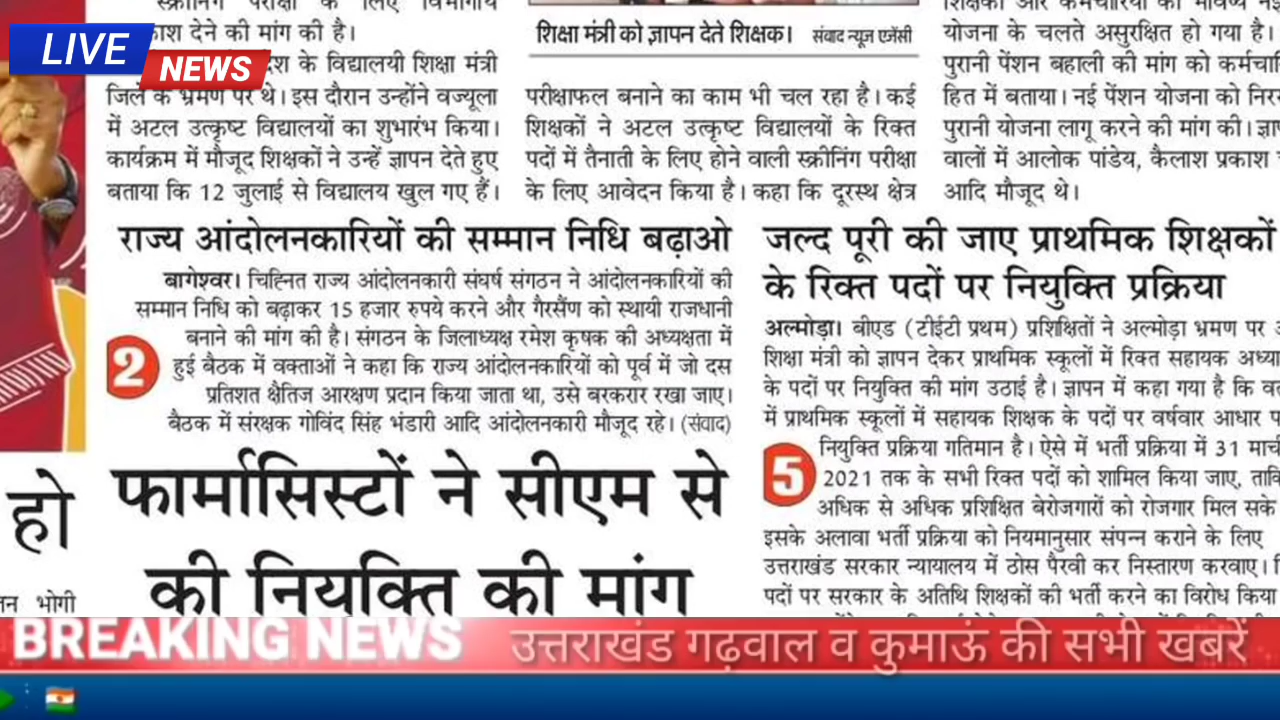 LIVE
NEWS
स्क्रीनिंग परीक्षा के लिए विभागीय
काश देने की मांग की है।
देश के विद्यालयी शिक्षा मंत्री
जिले के भ्रमण पर थे। इस दौरान उन्होंने वज्यूला
में अटल उत्कृष्ट विद्यालयों का शुभारंभ किया।
कार्यक्रम में मौजूद शिक्षकों ने उन्हें ज्ञापन देते हुए
बताया कि 12 जुलाई से विद्यालय खुल गए हैं।
शिक्षा मंत्री को ज्ञापन देते शिक्षक। संवाद न्यूज एजेंसी
परीक्षाफल बनाने का काम भी चल रहा है। कई
शिक्षकों ने अटल उत्कृष्ट विद्यालयों के रिक्त
पदों में तैनाती के लिए होने वाली स्क्रीनिंग परीक्षा
के लिए आवेदन किया है। कहा कि दूरस्थ क्षेत्र
शिक्षकों और कर्मचारियों का भविष्य नई
योजना के चलते असुरक्षित हो गया है।
पुरानी पेंशन बहाली की मांग को
हित में बताया। नई पेंशन योजना को
पुरानी योजना लागू करने की मांग की।
वालों में आलोक पांडेय, कैलाश प्रकाश
आदि मौजूद थे।
राज्य आंदोलनकारियों की सम्मान निधि बढ़ाओ
बागेश्वर। चिह्नित राज्य आंदोलनकारी संघर्ष संगठन ने आंदोलनकारियों की
सम्मान निधि को बढ़ाकर 15 हजार रुपये करने और गैरसैंण को स्थायी राजधानी
बनाने की मांग की है। संगठन के जिलाध्यक्ष रमेश कृषक की अध्यक्षता में
2 हुई बैठक में वक्ताओं ने कहा कि राज्य आंदोलनकारियों को पूर्व में जो दस
प्रतिशत क्षैतिज आरक्षण प्रदान किया जाता था, उसे बरकरार रखा जाए।
बैठक में संरक्षक गोविंद सिंह भंडारी आदि आंदोलनकारी मौजूद रहे। (संवाद)
फार्मासिस्टों ने सीएम से
की नियुक्ति की मांग
हो
भोगी
जल्द पूरी की जाए प्राथमिक शिक्षकों
के रिक्त पदों पर नियुक्ति प्रक्रिया
अल्मोड़ा। बीएड (टीईटी प्रथम) प्रशिक्षितों ने अल्मोड़ा भ्रमण पर
शिक्षा मंत्री को ज्ञापन देकर प्राथमिक स्कूलों में रिक्त सहायक
के पदों पर नियुक्ति की मांग उठाई है। ज्ञापन में कहा गया है कि
में प्राथमिक स्कूलों में सहायक शिक्षक के पदों पर वर्षवार आधार
नियुक्ति प्रक्रिया गतिमान है। ऐसे में भर्ती प्रक्रिया में 31
5 2021 तक के सभी रिक्त पदों को शामिल किया जाए,
अधिक से अधिक प्रशिक्षित बेरोजगारों को रोजगार मिल सके
इसके अलावा भर्ती प्रक्रिया को नियमानुसार संपन्न कराने के लिए
उत्तराखंड सरकार न्यायालय में ठोस पैरवी कर निस्तारण करवाए।
पदों पर सरकार के अतिथि शिक्षकों की भर्ती करने का विरोध किया
BREAKING NEWS उत्तराखंड गढ़वाल व कुमाऊं की सभी खबरें